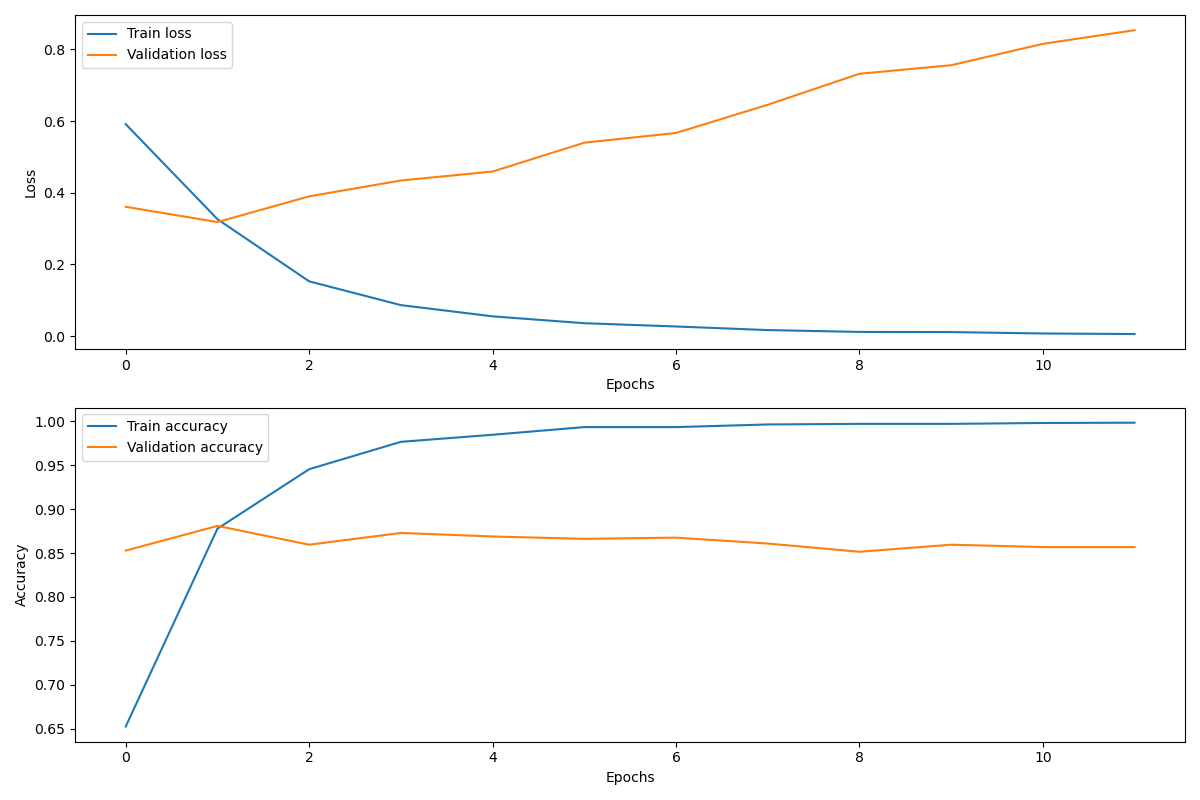 Train loss
Validation loss
0.8
0.6
0.4
0.2
0.0
Loss
0 2 4 6 8 10
Epochs
Train accuracy
Validation accuracy
1.00
0.95
0.90
0.85
0.80
0.75
0.70
0.65
Accuracy
0 2 4 6 8 10
Epochs